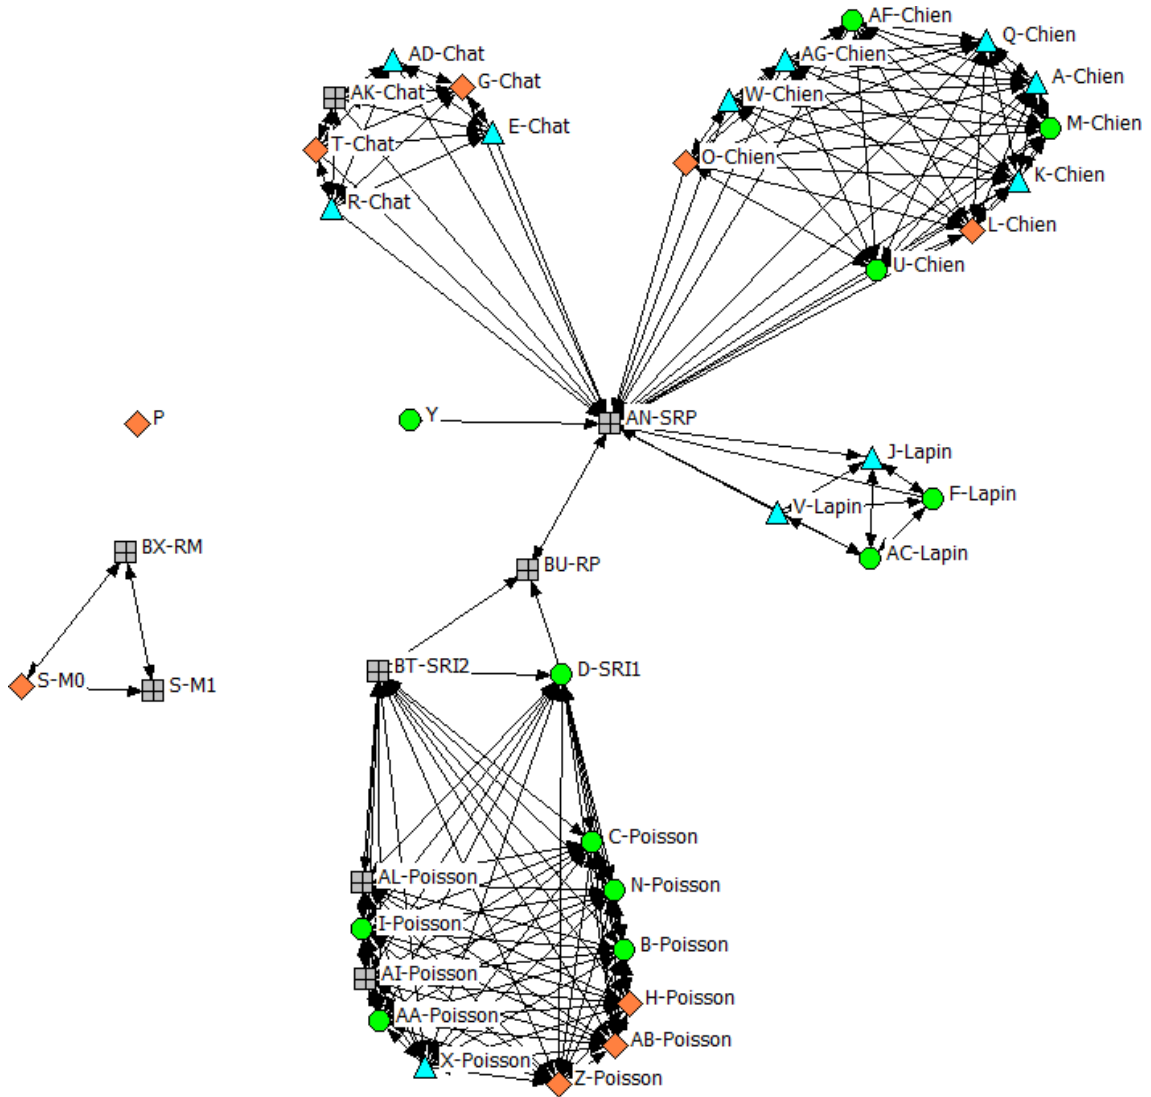 AF-Chien
Q-Chien
AD-Chat
AG-Chien
G-Chat
A-Chien
AK-Chat
W-Chien
M-Chien
E-Chat
T-Chat
O-Chien
K-Chien
R-Chat
L-Chien
U-Chien
P
Y
AN-SRP
J-Lapin
F-Lapin
V-Lapin
BX-RM
AC-Lapin
BU-RP
S-M0
S-M1
BT-SRI2
D-SRI1
C-Poisson
AL-Poisson
N-Poisson
I-Poisson
B-Poisson
AI-Poisson
H-Poisson
AA-Poisson
AB-Poisson
X-Poisson
Z-Poisson